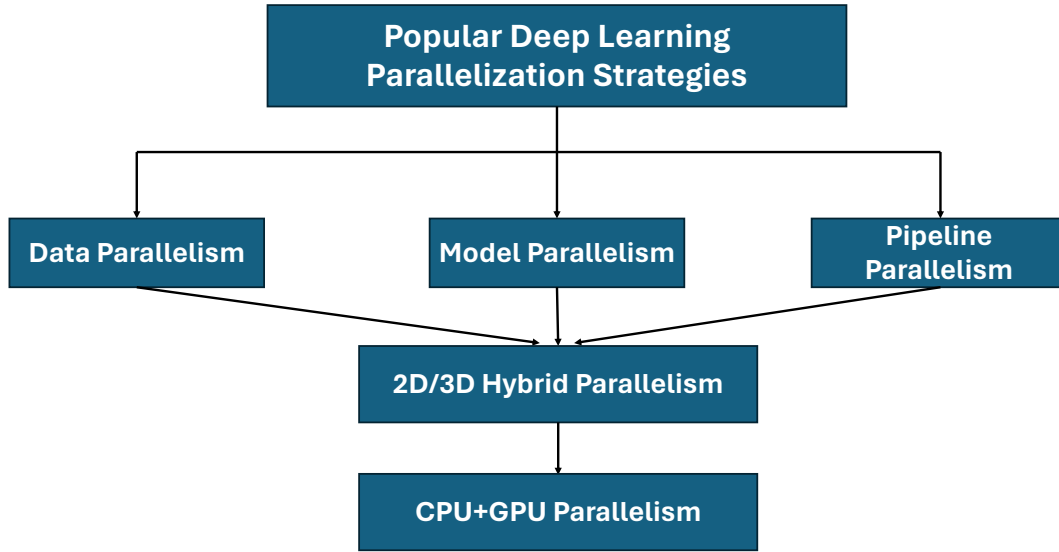 Popular Deep Learning
Parallelization Strategies
Data Parallelism
Model Parallelism
Pipeline
Parallelism
2D/3D Hybrid Parallelism
CPU+GPU Parallelism